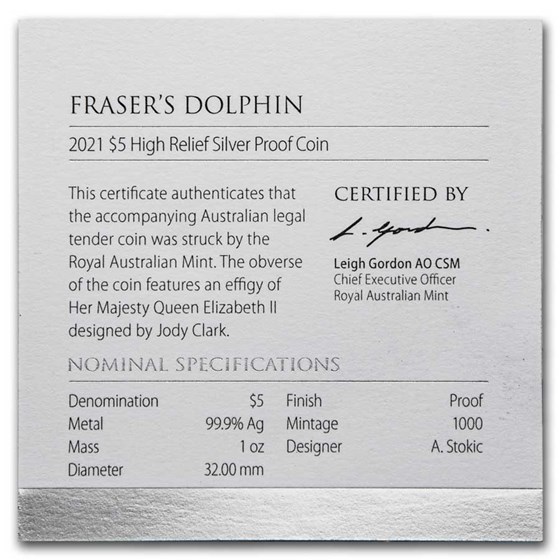 FRASER'S DOLPHIN
2021 $5 High Relief Silver Proof Coin
This certificate authenticates that
the accompanying Australian legal
tender coin was struck by the
Royal Australian Mint. The obverse
of the coin features an effigy of
Her Majesty Queen Elizabeth II
designed by Jody Clark.
CERTIFIED BY
L. Gordon.
Leigh Gordon AO CSM
Chief Executive Officer
Royal Australian Mint
NOMINAL SPECIFICATIONS
Denomination $5 Finish Proof
Metal 99.9% Ag Mintage 1000
Mass 1 oz Designer A. Stokic
Diameter 32.00 mm